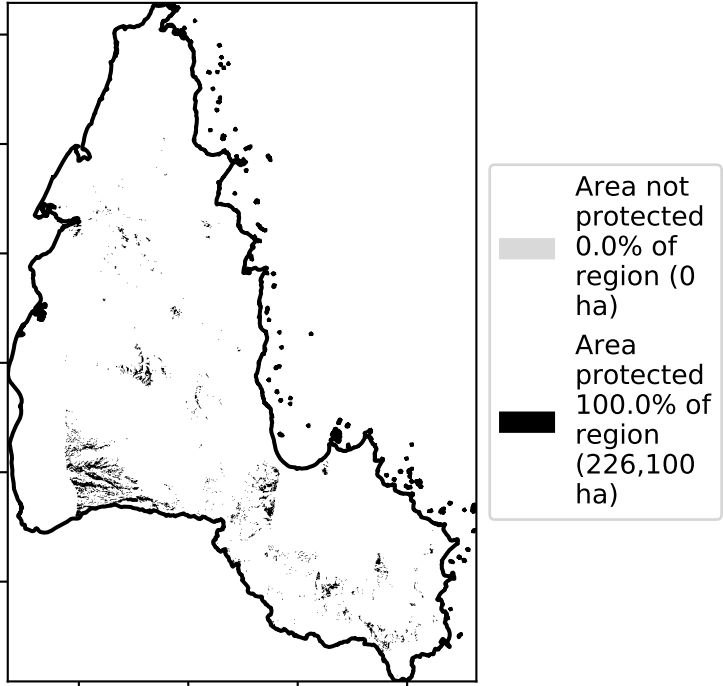 Area not
protected
0.0% of
region (0
ha)
Area
protected
100.0% of
region
(226,100
ha)